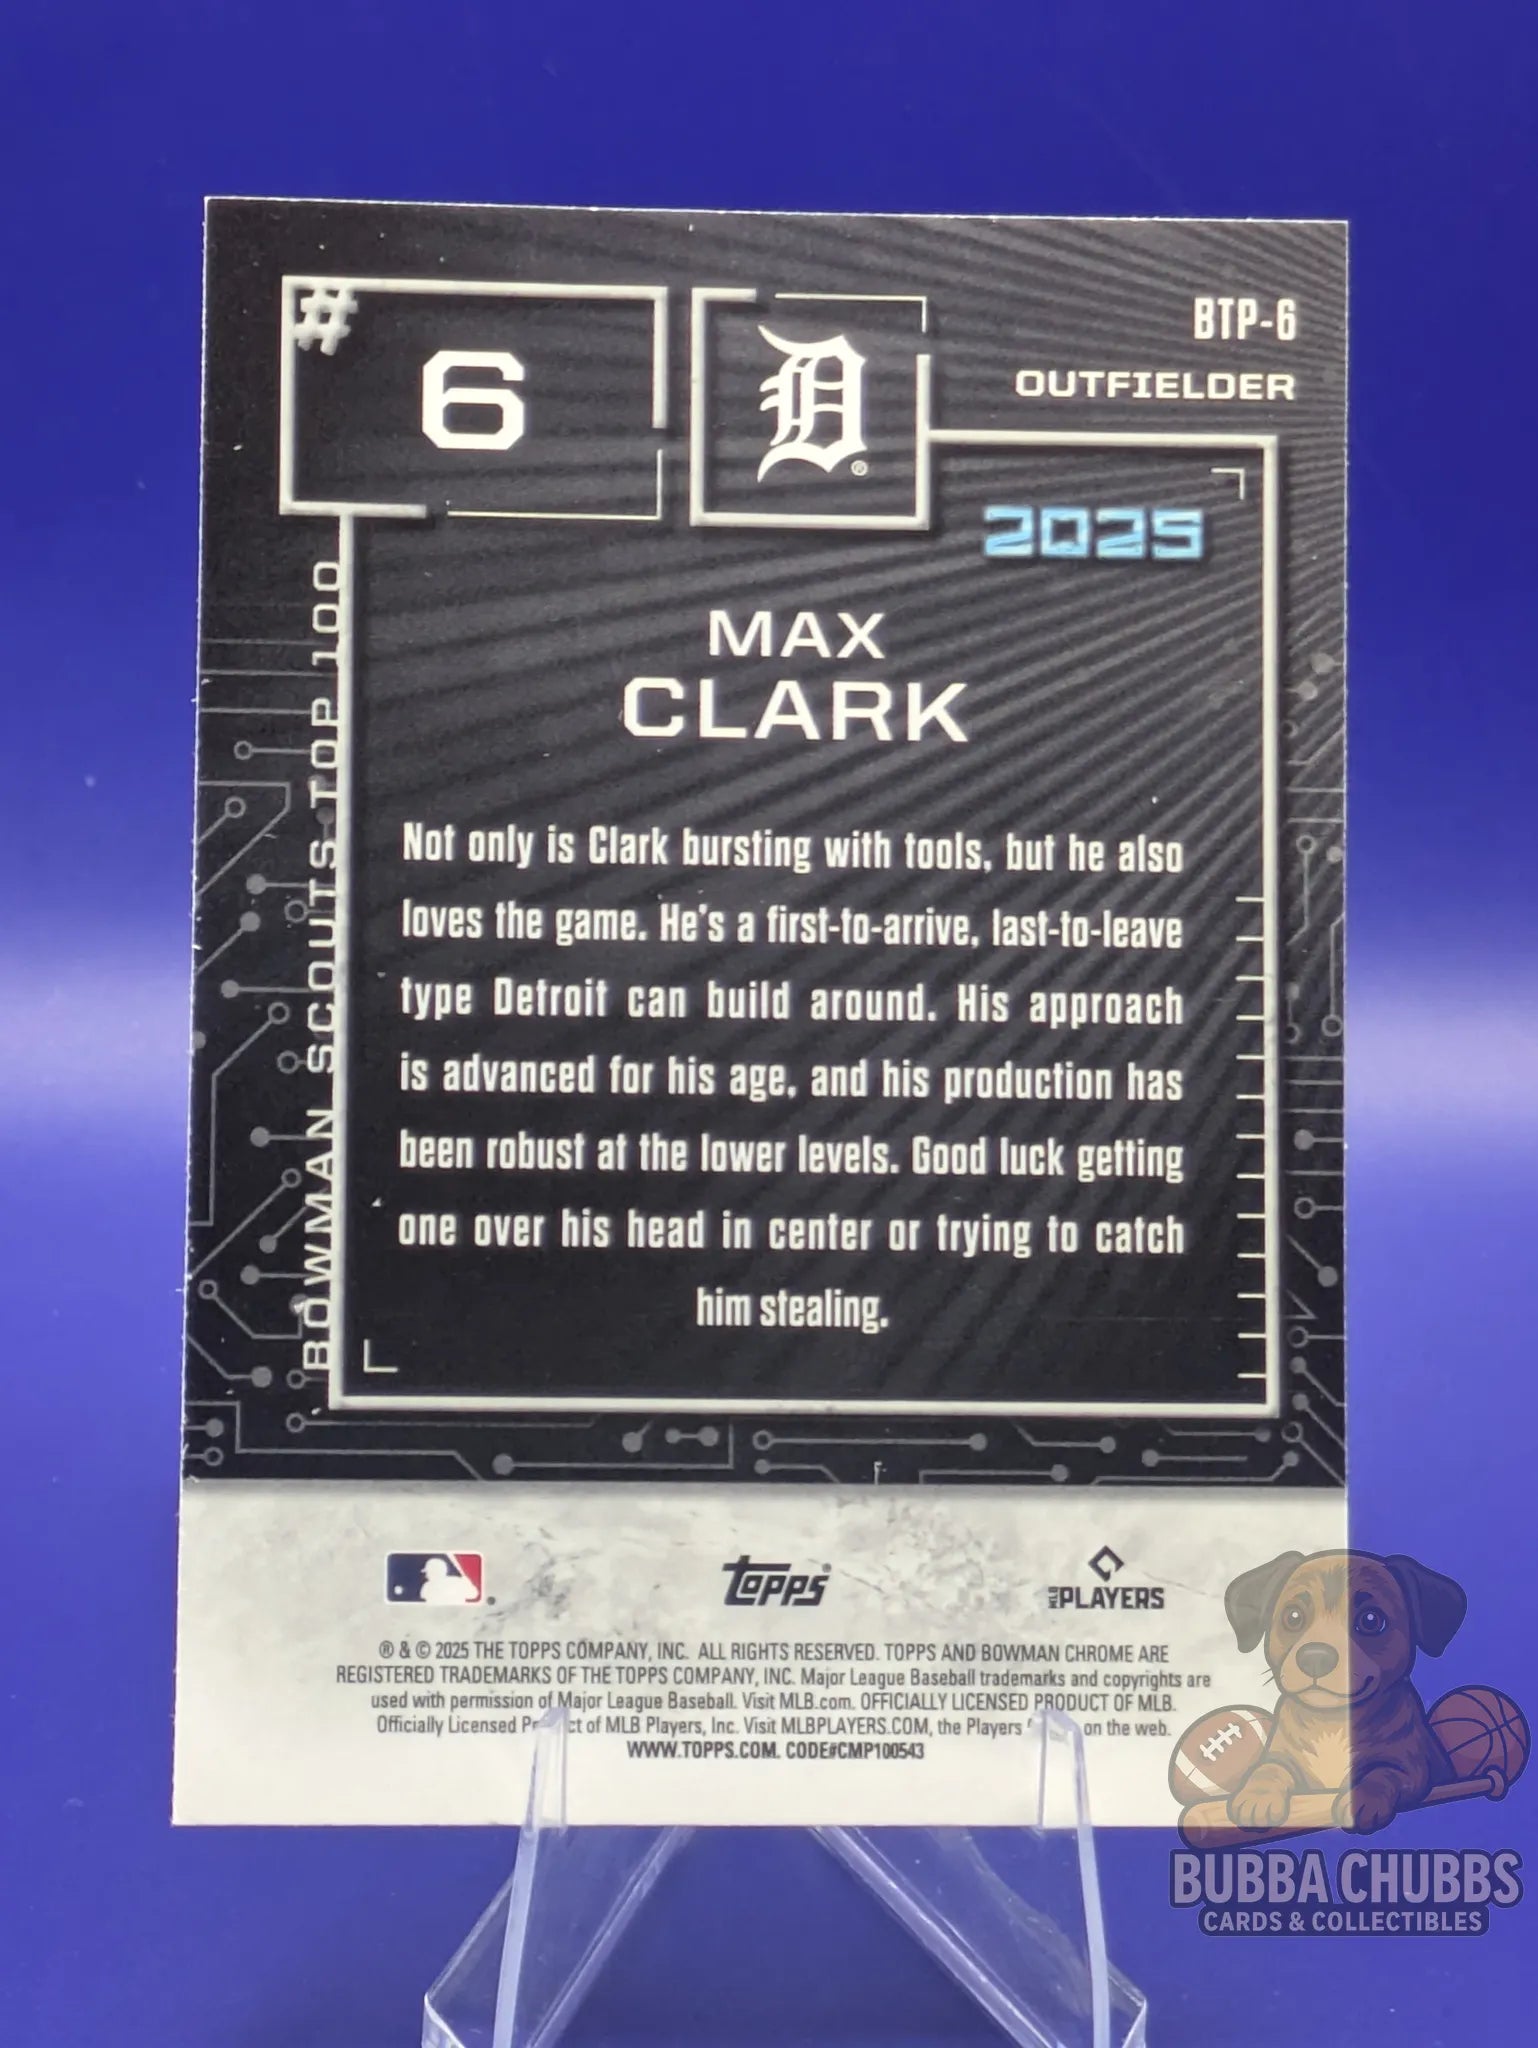 #
6
D
®
BTP-6
OUTFIELDER
2025
BOWMAN SCOUTS TOP 100
MAX
CLARK
Not only is Clark bursting with tools, but he also
loves the game. He's a first-to-arrive, last-to-leave
type Detroit can build around. His approach
is advanced for his age, and his production has
been robust at the lower levels. Good luck getting
one over his head in center or trying to catch
him stealing.
Topps®
MLB PLAYERS
® & © 2025 THE TOPPS COMPANY, INC. ALL RIGHTS RESERVED. TOPPS AND BOWMAN CHROME ARE
REGISTERED TRADEMARKS OF THE TOPPS COMPANY, INC. Major League Baseball trademarks and copyrights are
used with permission of Major League Baseball. Visit MLB.com. OFFICIALLY LICENSED PRODUCT OF MLB.
Officially Licensed of MLB Players, Inc. Visit MLBPLAYERS.COM, the Players on the web.
WWW.TOPPS.COM. CODE#CMP100543
BUBBA CHUBBS
CARDS & COLLECTIBLES